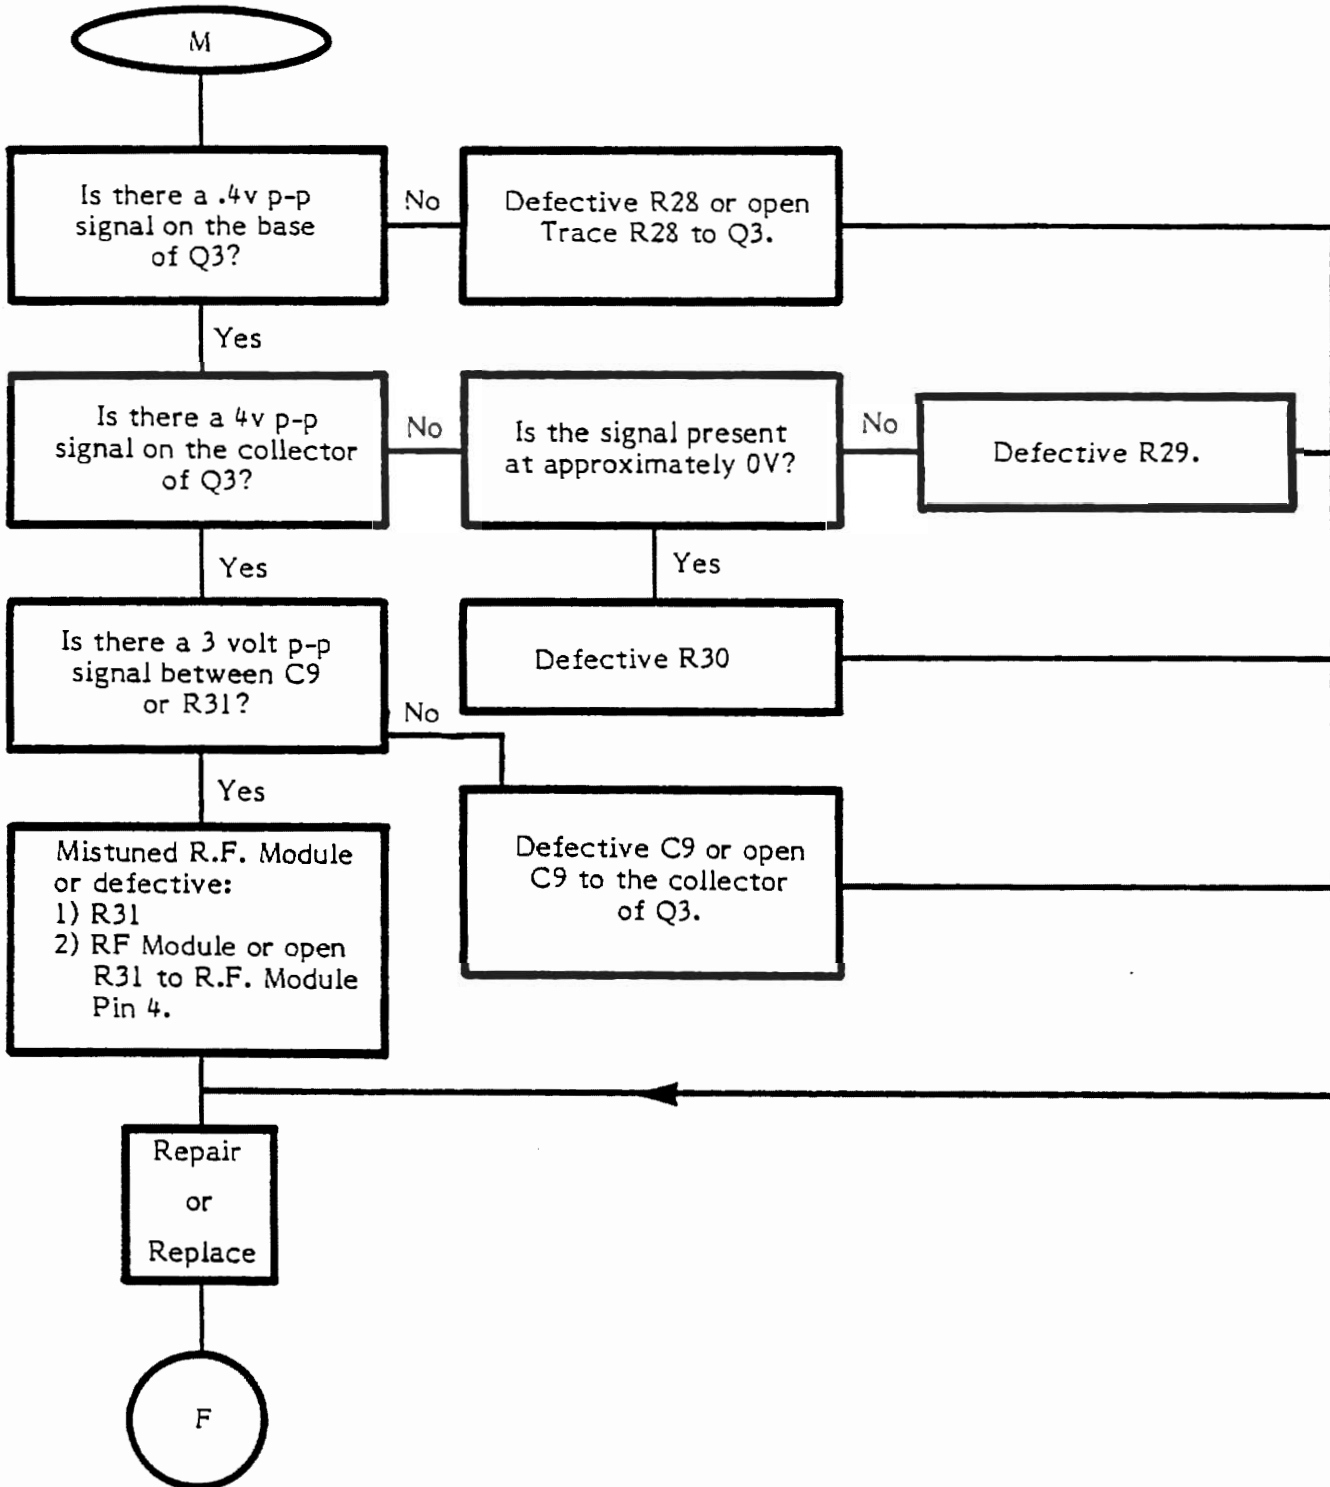 M
Is there a .4v p-p
signal on the base
of Q3?
No
Defective R28 or open
Trace R28 to Q3.
Yes
Is there a 4v p-p
signal on the collector
of Q3?
No
Is the signal present
at approximately 0V?
No
Defective R29.
Yes
Yes
Is there a 3 volt p-p
signal between C9
or R31?
Defective R30
No
Yes
Mistuned R.F. Module
or defective:
1) R31
2) RF Module or open
R31 to R.F. Module
Pin 4.
Defective C9 or open
C9 to the collector
of Q3.
Repair
or
Replace
F